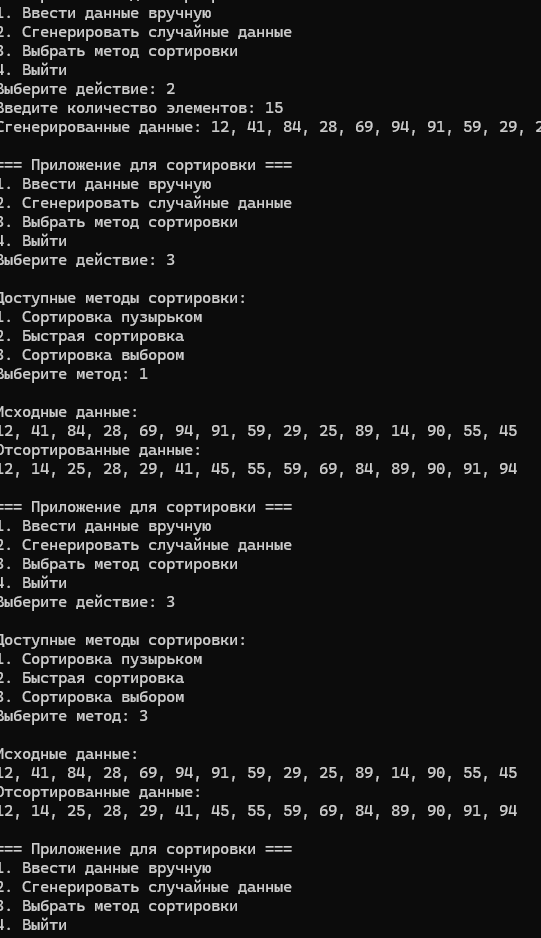 1. Ввести данные вручную
2. Сгенерировать случайные данные
3. Выбрать метод сортировки
4. Выйти
Выберите действие: 2
Введите количество элементов: 15
Сгенерированные данные: 12, 41, 84, 28, 69, 94, 91, 59, 29, 2
=== Приложение для сортировки ===
1. Ввести данные вручную
2. Сгенерировать случайные данные
3. Выбрать метод сортировки
4. Выйти
Выберите действие: 3
Доступные методы сортировки:
1. Сортировка пузырьком
2. Быстрая сортировка
3. Сортировка выбором
Выберите метод: 1
Исходные данные:
12, 41, 84, 28, 69, 94, 91, 59, 29, 25, 89, 14, 90, 55, 45
Отсортированные данные:
12, 14, 25, 28, 29, 41, 45, 55, 59, 69, 84, 89, 90, 91, 94
=== Приложение для сортировки ===
1. Ввести данные вручную
2. Сгенерировать случайные данные
3. Выбрать метод сортировки
4. Выйти
Выберите действие: 3
Доступные методы сортировки:
1. Сортировка пузырьком
2. Быстрая сортировка
3. Сортировка выбором
Выберите метод: 3
Исходные данные:
12, 41, 84, 28, 69, 94, 91, 59, 29, 25, 89, 14, 90, 55, 45
Отсортированные данные:
12, 14, 25, 28, 29, 41, 45, 55, 59, 69, 84, 89, 90, 91, 94
=== Приложение для сортировки ===
1. Ввести данные вручную
2. Сгенерировать случайные данные
3. Выбрать метод сортировки
4. Выйти